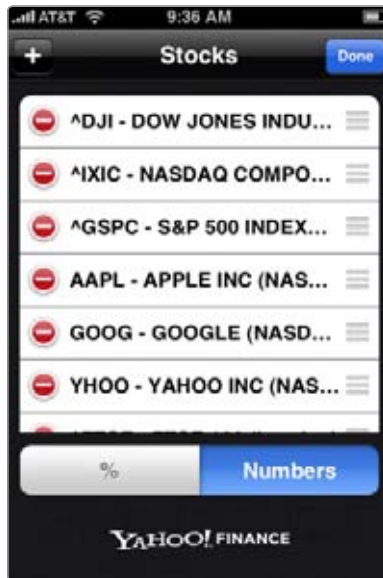 AT&T 9:36 AM
+ Stocks Done
^DJI - DOW JONES INDU...
^IXIC - NASDAQ COMPO...
^GSPC - S&P 500 INDEX...
AAPL - APPLE INC (NAS...
GOOG - GOOGLE (NASD...
YHOO - YAHOO INC (NAS...
% Numbers
YAHOO! FINANCE